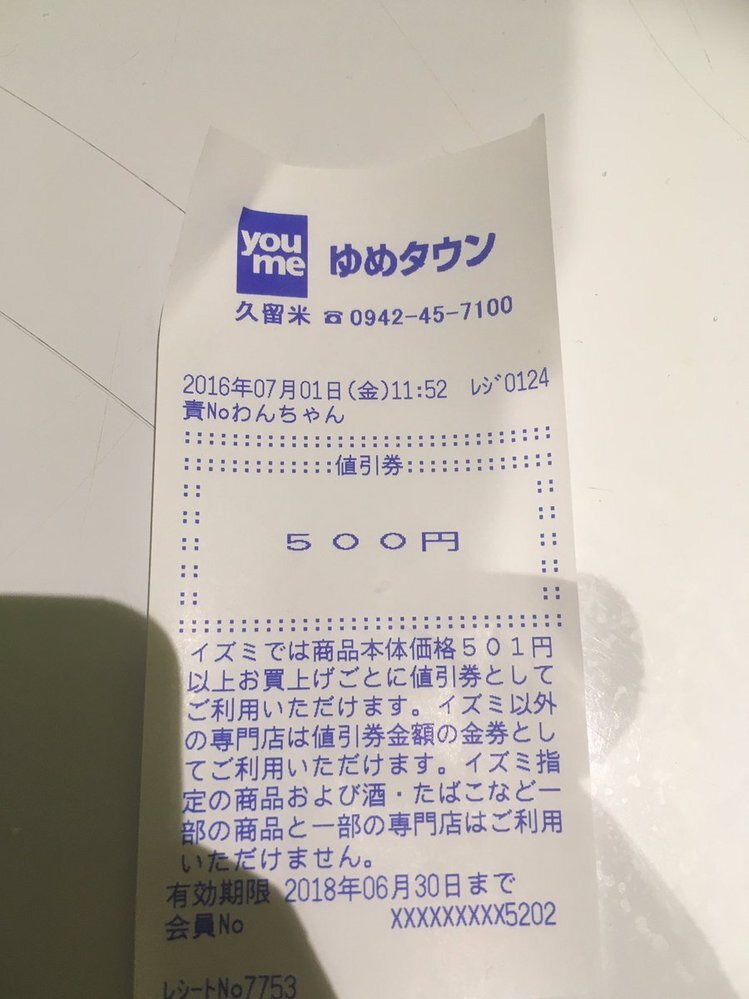 you
me
ゆめタウン
久留米 ☎0942-45-7100
2016年07月01日(金)11:52 ﾚｼﾞ0124
責Noわんちゃん
::::::::::::::::::::::::::::::
::::::::::::値引券::::::::::::
:: ::
:: ::
:: ５００円 ::
:: ::
:: ::
::::::::::::::::::::::::::::::
イズミでは商品本体価格５０１円
以上お買上げごとに値引券として
ご利用いただけます。イズミ以外
の専門店は値引券金額の金券とし
てご利用いただけます。イズミ指
定の商品および酒・たばこなど一
部の商品と一部の専門店はご利用
いただけません。
有効期限 2018年06月30日まで
会員No XXXXXXXXX5202
ﾚｼｰﾄNo7753